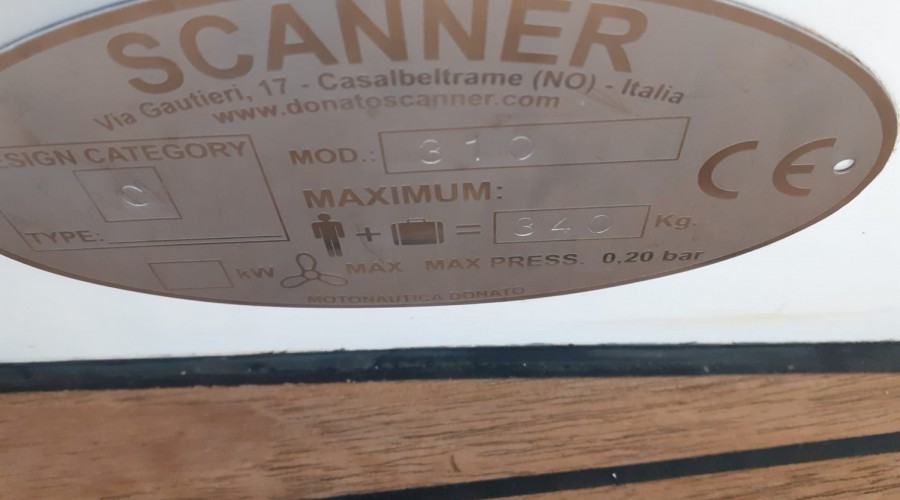 SCANNER
Via Gautieri, 17 - Casalbeltrame (NO) - Italia
www.donatoscanner.com
ESIGN CATEGORY
C
TYPE:
MOD.: 310
CE
MAXIMUM:
+ = 340 Kg.
kW MAX MAX PRESS. 0,20 bar
MOTONAUTICA DONATO